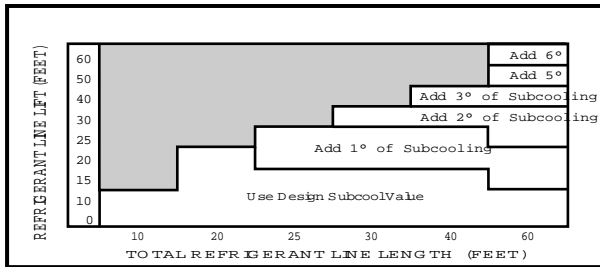 REFRIGERANT LINE LIFT (FEET)
60
50
40
30
25
20
15
10
0
Add 6°
Add 5°
Add 3° of Subcooling
Add 2° of Subcooling
Add 1° of Subcooling
Use Design Subcool Value
10 20 25 30 40 60
TOTAL REFRIGERANT LINE LENGTH (FEET)